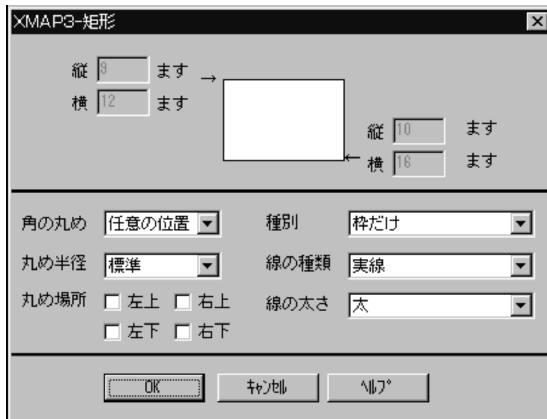 XMAP3-矩形
縦 9 ます →
横 12 ます
縦 10 ます
← 横 16 ます
角の丸め 任意の位置 種別 枠だけ
丸め半径 標準 線の種類 実線
丸め場所 左上 右上 線の太さ 太
左下 右下
OK ｷｬﾝｾﾙ ﾍﾙﾌﾟ